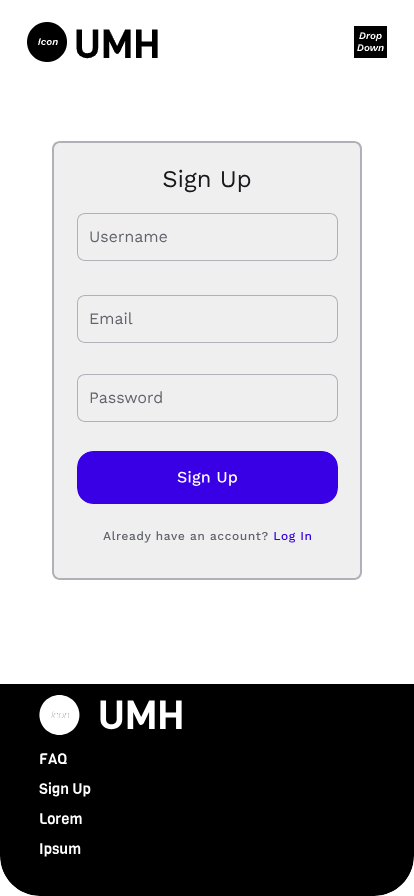 Icon
UMH
Drop
Down
Sign Up
Username
Email
Password
Sign Up
Already have an account? Log In
Icon
UMH
FAQ
Sign Up
Lorem
Ipsum